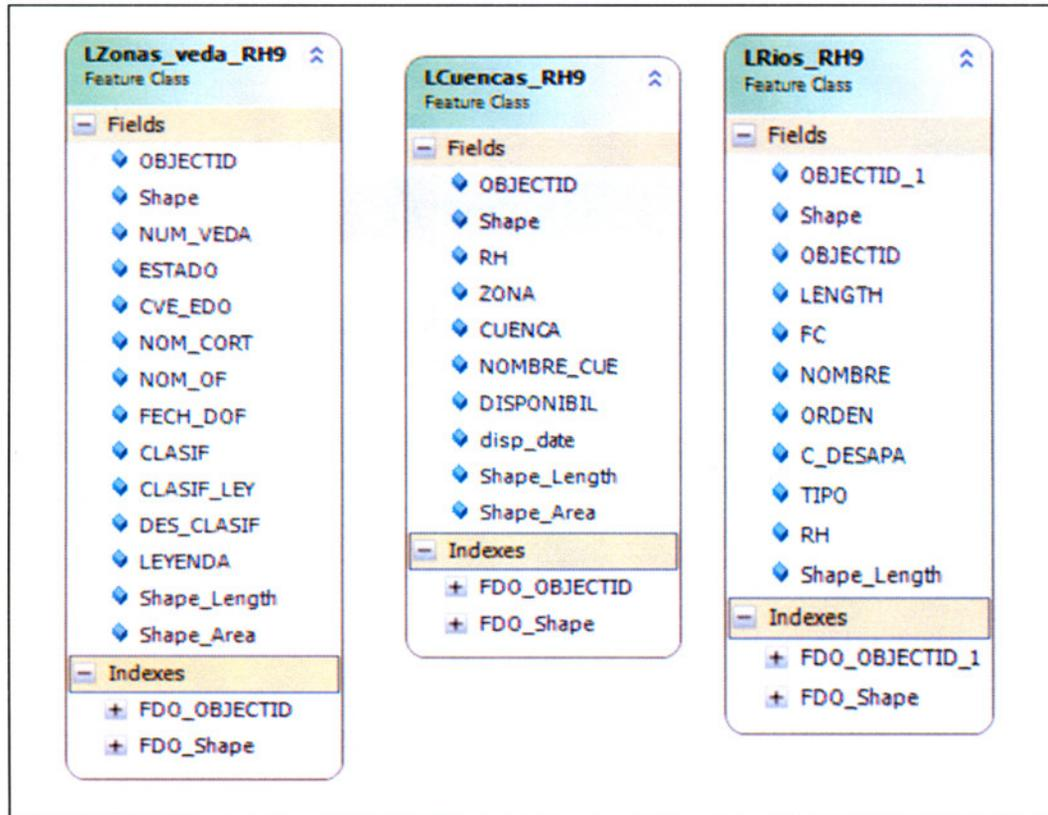 LZonas_veda_RH9
Feature Class
Fields
OBJECTID
Shape
NUM_VEDA
ESTADO
CVE_EDO
NOM_CORT
NOM_OF
FECH_DOF
CLASIF
CLASIF_LEY
DES_CLASIF
LEYENDA
Shape_Length
Shape_Area
Indexes
FDO_OBJECTID
FDO_Shape
LCuencas_RH9
Feature Class
Fields
OBJECTID
Shape
RH
ZONA
CUENCA
NOMBRE_CUE
DISPONIBIL
disp_date
Shape_Length
Shape_Area
Indexes
FDO_OBJECTID
FDO_Shape
LRios_RH9
Feature Class
Fields
OBJECTID_1
Shape
OBJECTID
LENGTH
FC
NOMBRE
ORDEN
C_DESAPA
TIPO
RH
Shape_Length
Indexes
FDO_OBJECTID_1
FDO_Shape